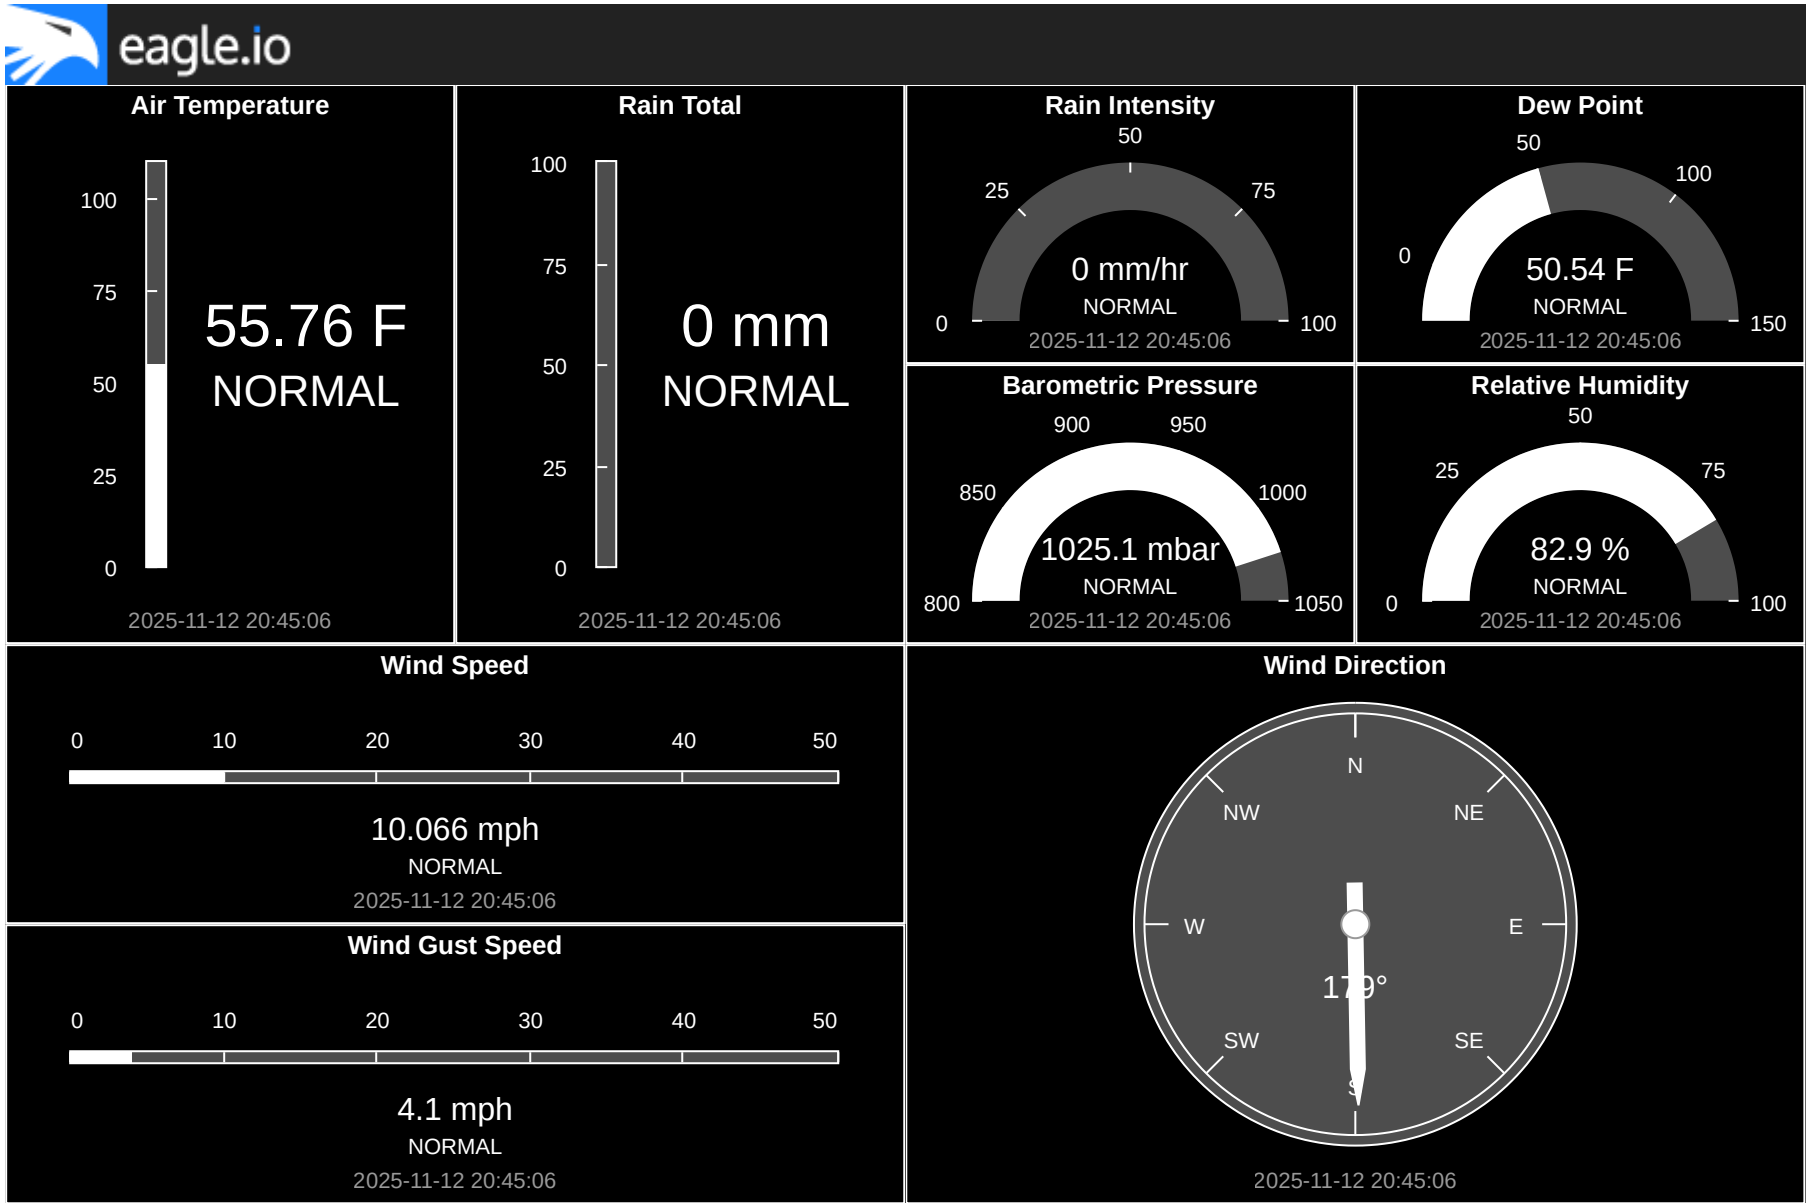 eagle.io
Air Temperature
100
75
50
25
0
55.76 F
NORMAL
2025-11-12 20:45:06
Rain Total
100
75
50
25
0
0 mm
NORMAL
2025-11-12 20:45:06
Rain Intensity
0
25
50
75
100
0 mm/hr
NORMAL
2025-11-12 20:45:06
Dew Point
0
50
100
150
50.54 F
NORMAL
2025-11-12 20:45:06
Barometric Pressure
800
850
900
950
1000
1050
1025.1 mbar
NORMAL
2025-11-12 20:45:06
Relative Humidity
0
25
50
75
100
82.9 %
NORMAL
2025-11-12 20:45:06
Wind Speed
0 10 20 30 40 50
10.066 mph
NORMAL
2025-11-12 20:45:06
Wind Gust Speed
0 10 20 30 40 50
4.1 mph
NORMAL
2025-11-12 20:45:06
Wind Direction
N
NW NE
W E
179°
SW SE
S
2025-11-12 20:45:06